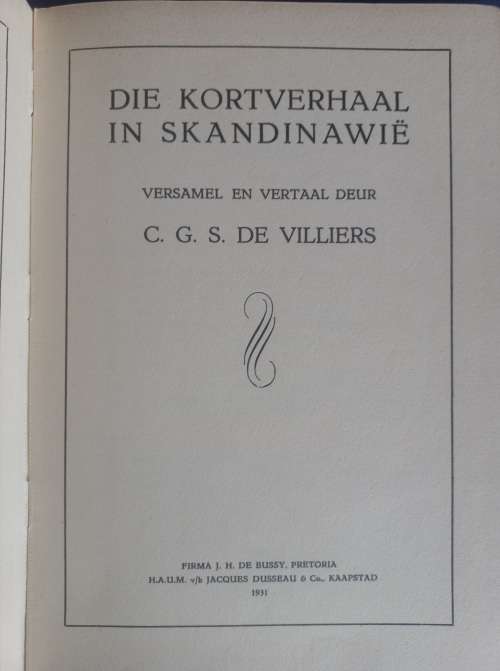 DIE KORTVERHAAL
IN SKANDINAWIË
VERSAMEL EN VERTAAL DEUR
C. G. S. DE VILLIERS
FIRMA J. H. DE BUSSY, PRETORIA
H.A.U.M. v/h JACQUES DUSSEAU & Co., KAAPSTAD
1931